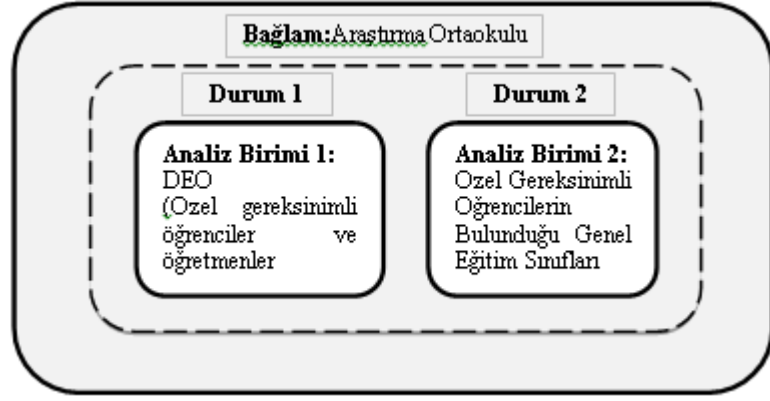 Bağlam:Araştırma Ortaokulu
Durum 1
Durum 2
Analiz Birimi 1:
DEO
(Ozel gereksinimli
öğrenciler ve
öğretmenler
Analiz Birimi 2:
Ozel Gereksinimli
Oğrencilerin
Bulunduğu Genel
Eğitim Sınıfları